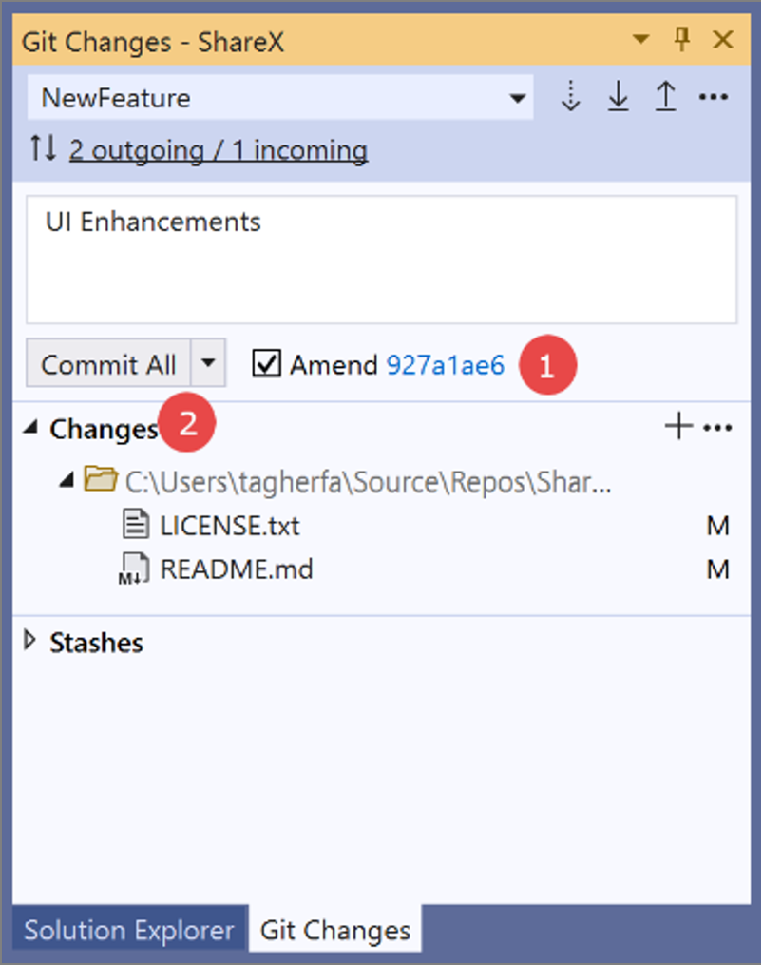 Git Changes - ShareX
NewFeature
2 outgoing / 1 incoming
UI Enhancements
Commit All Amend 927a1ae6 1
Changes 2
C:\Users\tagherfa\Source\Repos\Shar...
LICENSE.txt M
M↓ README.md M
Stashes
Solution Explorer Git Changes